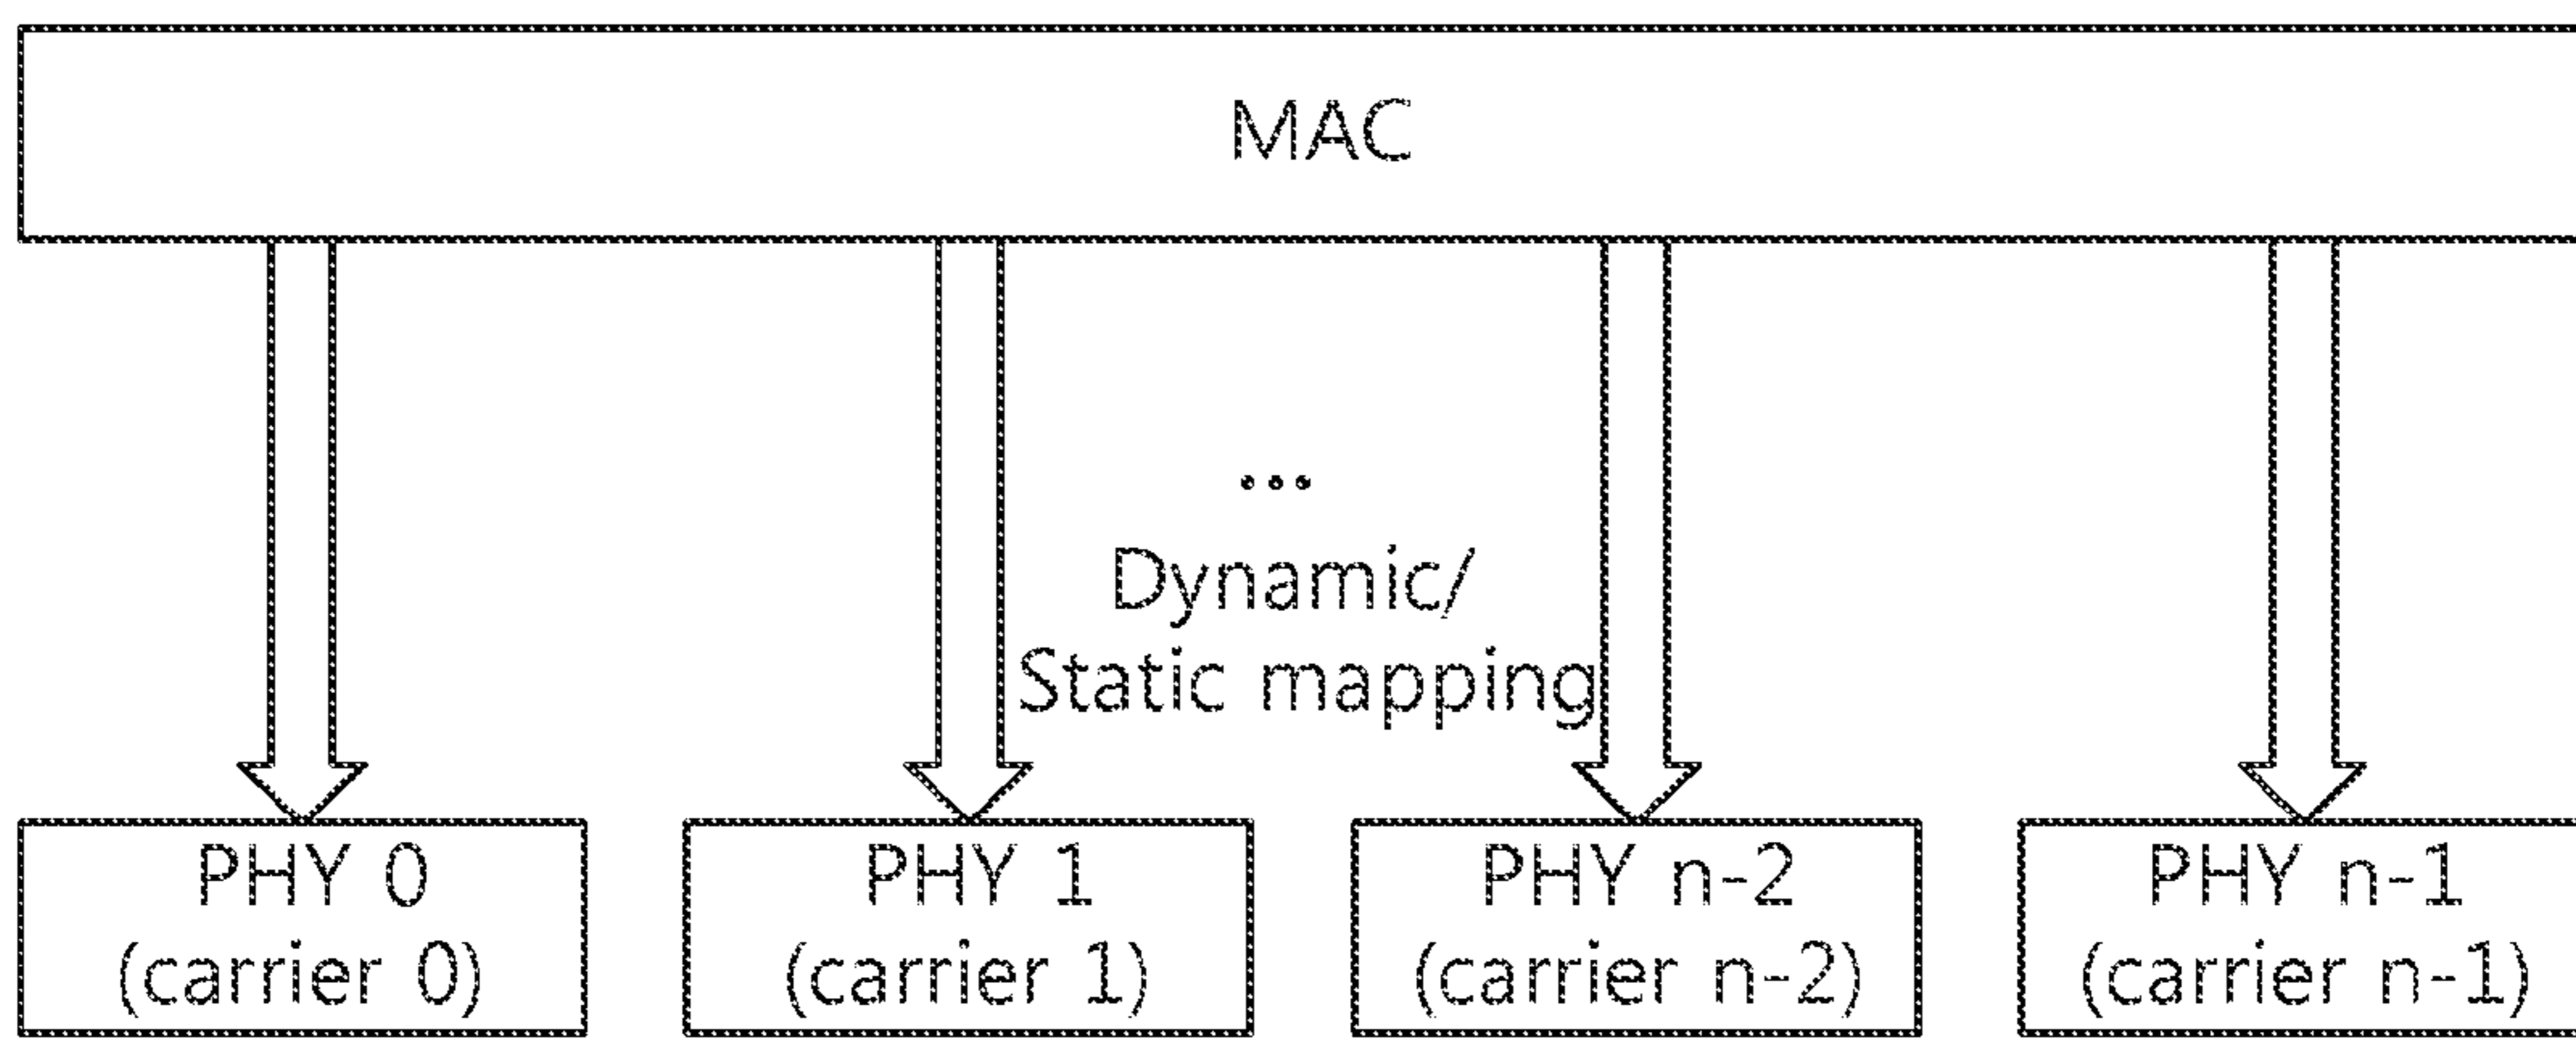 MAC
...
Dynamic/
Static mapping
PHY 0
(carrier 0)
PHY 1
(carrier 1)
PHY n-2
(carrier n-2)
PHY n-1
(carrier n-1)